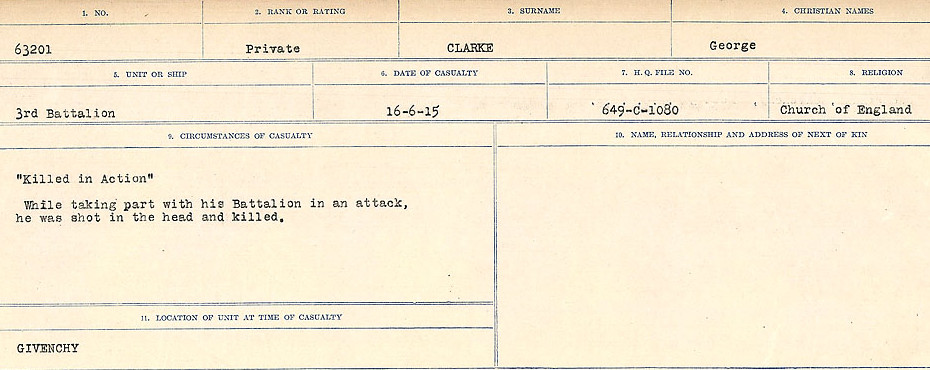 1. NO.
2. RANK OR RATING
3. SURNAME
4. CHRISTIAN NAMES
63201
Private
CLARKE
George
5. UNIT OR SHIP
6. DATE OF CASUALTY
7. H. Q. FILE NO.
8. RELIGION
3rd Battalion
16-6-15
649-C-1080
Church of England
9. CIRCUMSTANCES OF CASUALTY
10. NAME, RELATIONSHIP AND ADDRESS OF NEXT OF KIN
"Killed in Action"
While taking part with his Battalion in an attack,
he was shot in the head and killed.
11. LOCATION OF UNIT AT TIME OF CASUALTY
GIVENCHY